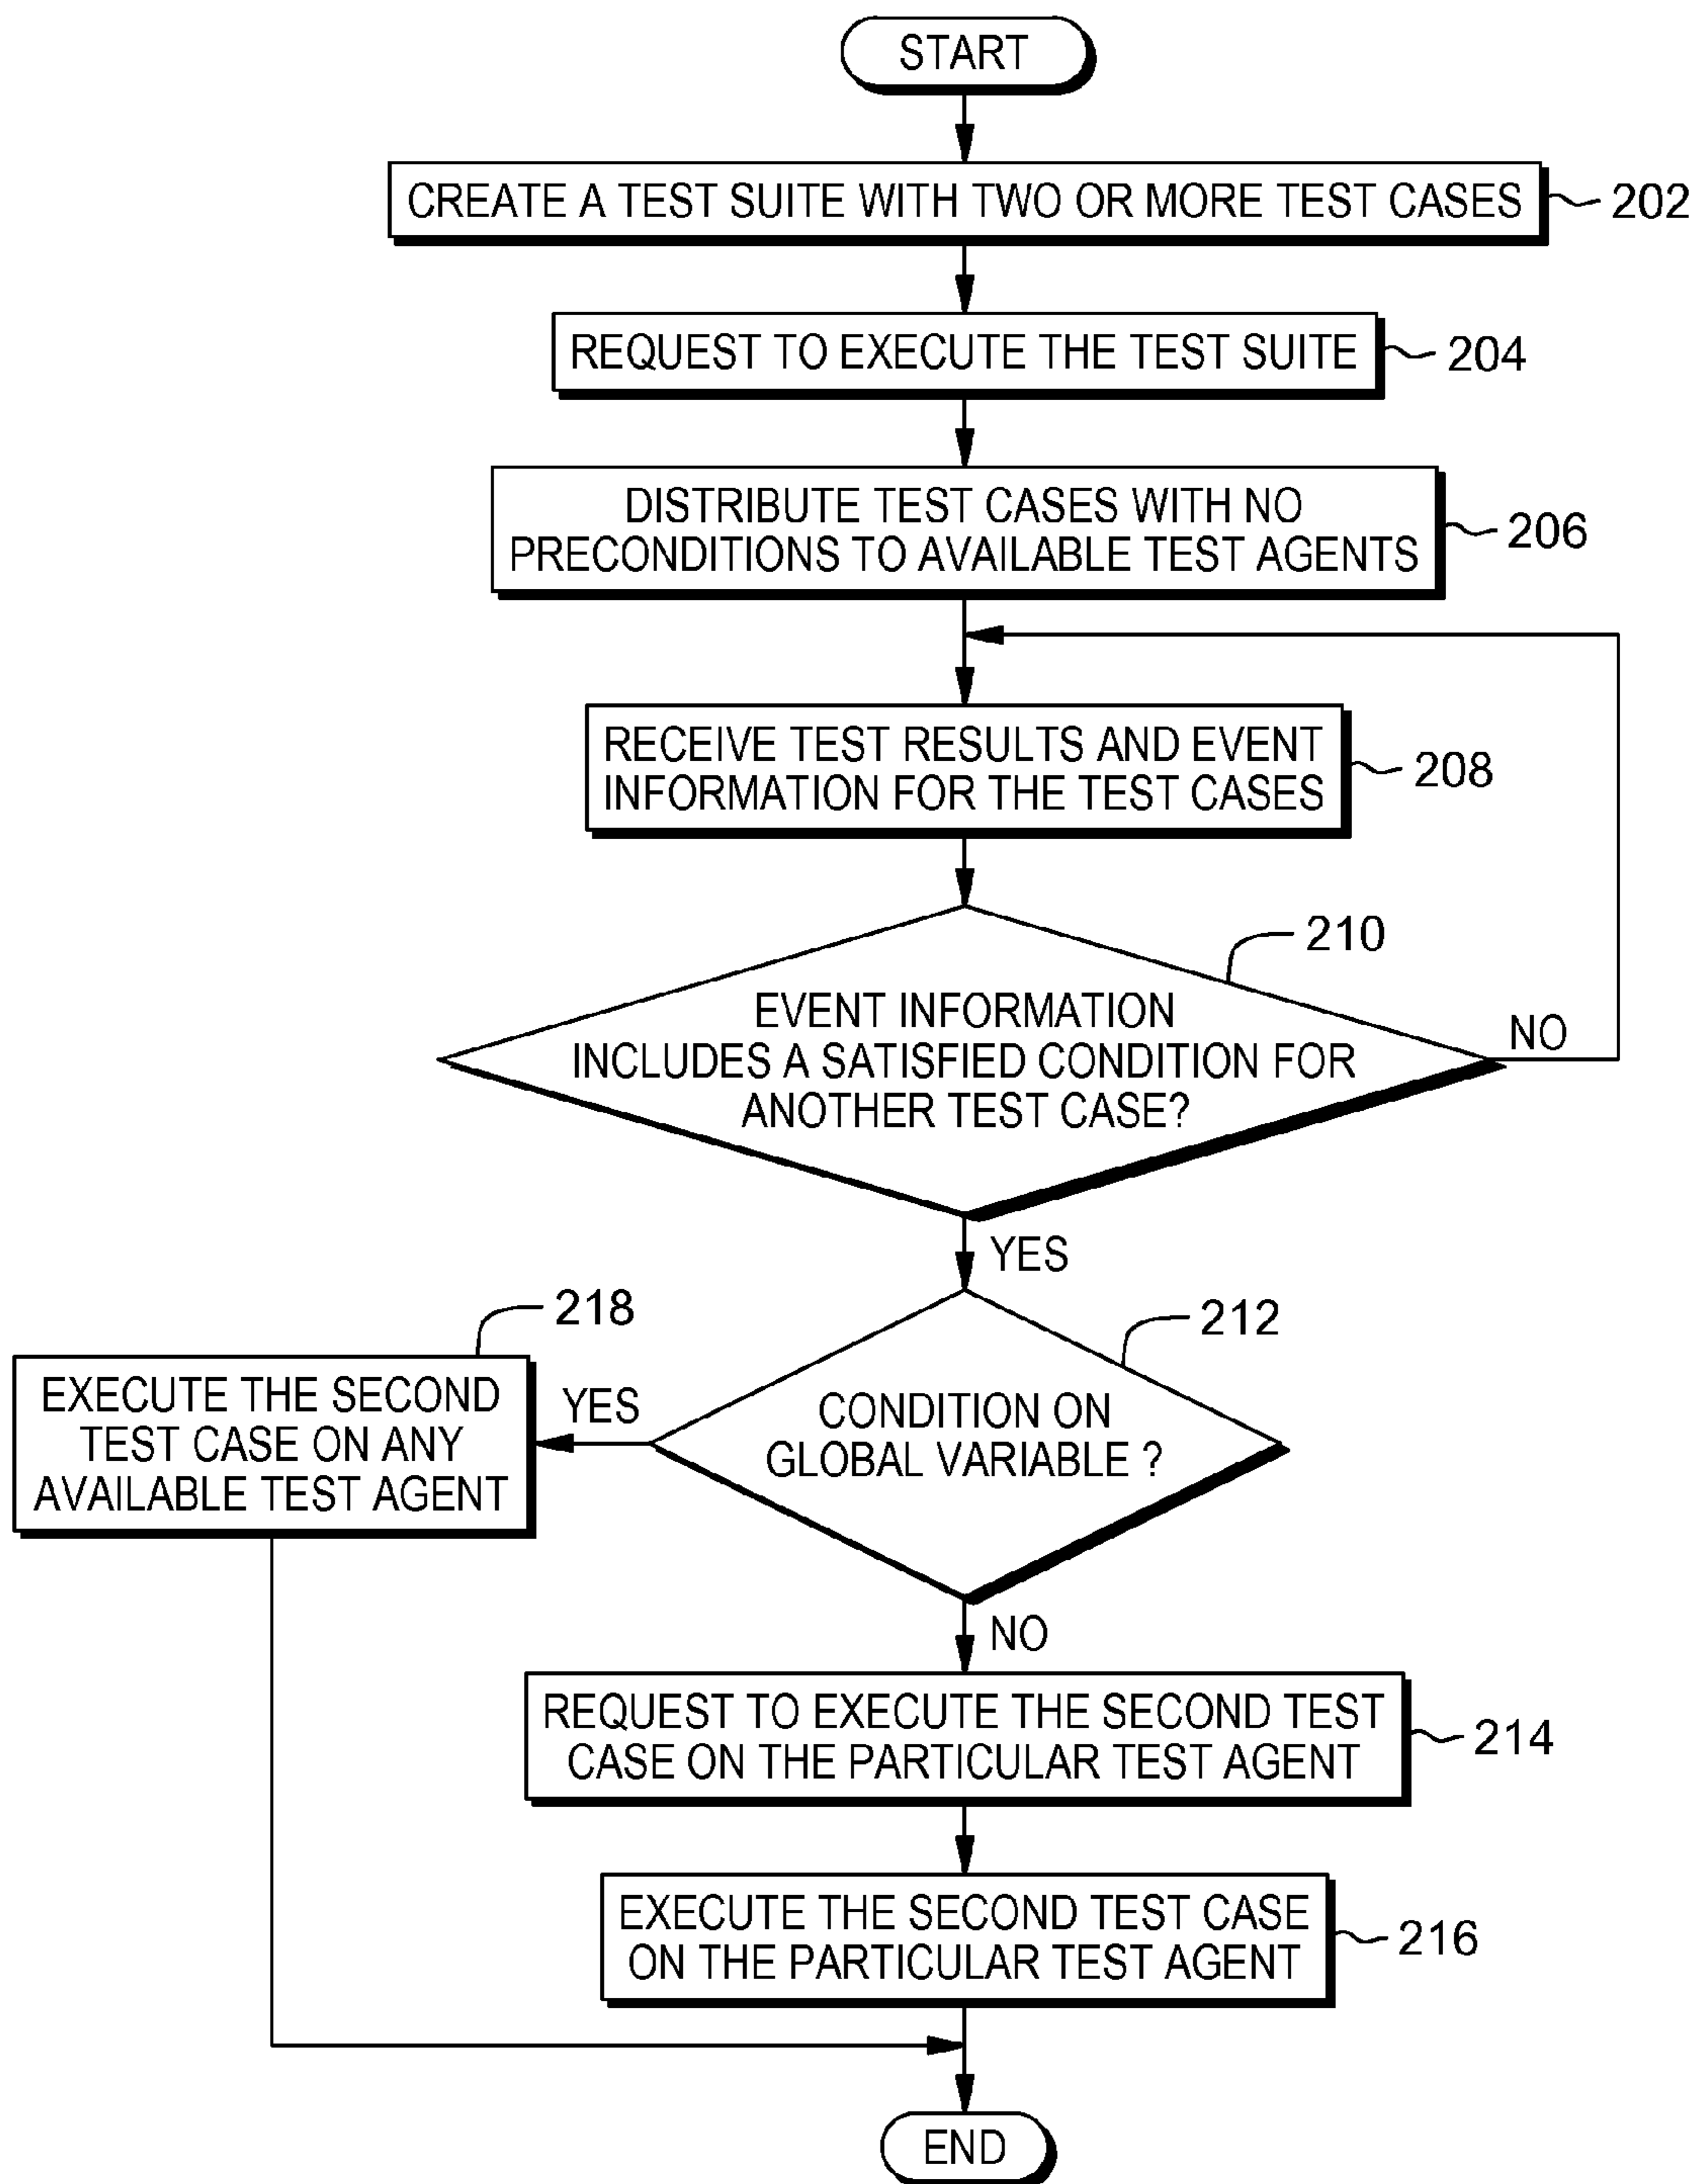 START
CREATE A TEST SUITE WITH TWO OR MORE TEST CASES
202
REQUEST TO EXECUTE THE TEST SUITE
204
DISTRIBUTE TEST CASES WITH NO
PRECONDITIONS TO AVAILABLE TEST AGENTS
206
RECEIVE TEST RESULTS AND EVENT
INFORMATION FOR THE TEST CASES
208
210
EVENT INFORMATION
INCLUDES A SATISFIED CONDITION FOR
ANOTHER TEST CASE?
NO
YES
212
CONDITION ON
GLOBAL VARIABLE ?
YES
218
EXECUTE THE SECOND
TEST CASE ON ANY
AVAILABLE TEST AGENT
NO
REQUEST TO EXECUTE THE SECOND TEST
CASE ON THE PARTICULAR TEST AGENT
214
EXECUTE THE SECOND TEST CASE
ON THE PARTICULAR TEST AGENT
216
END